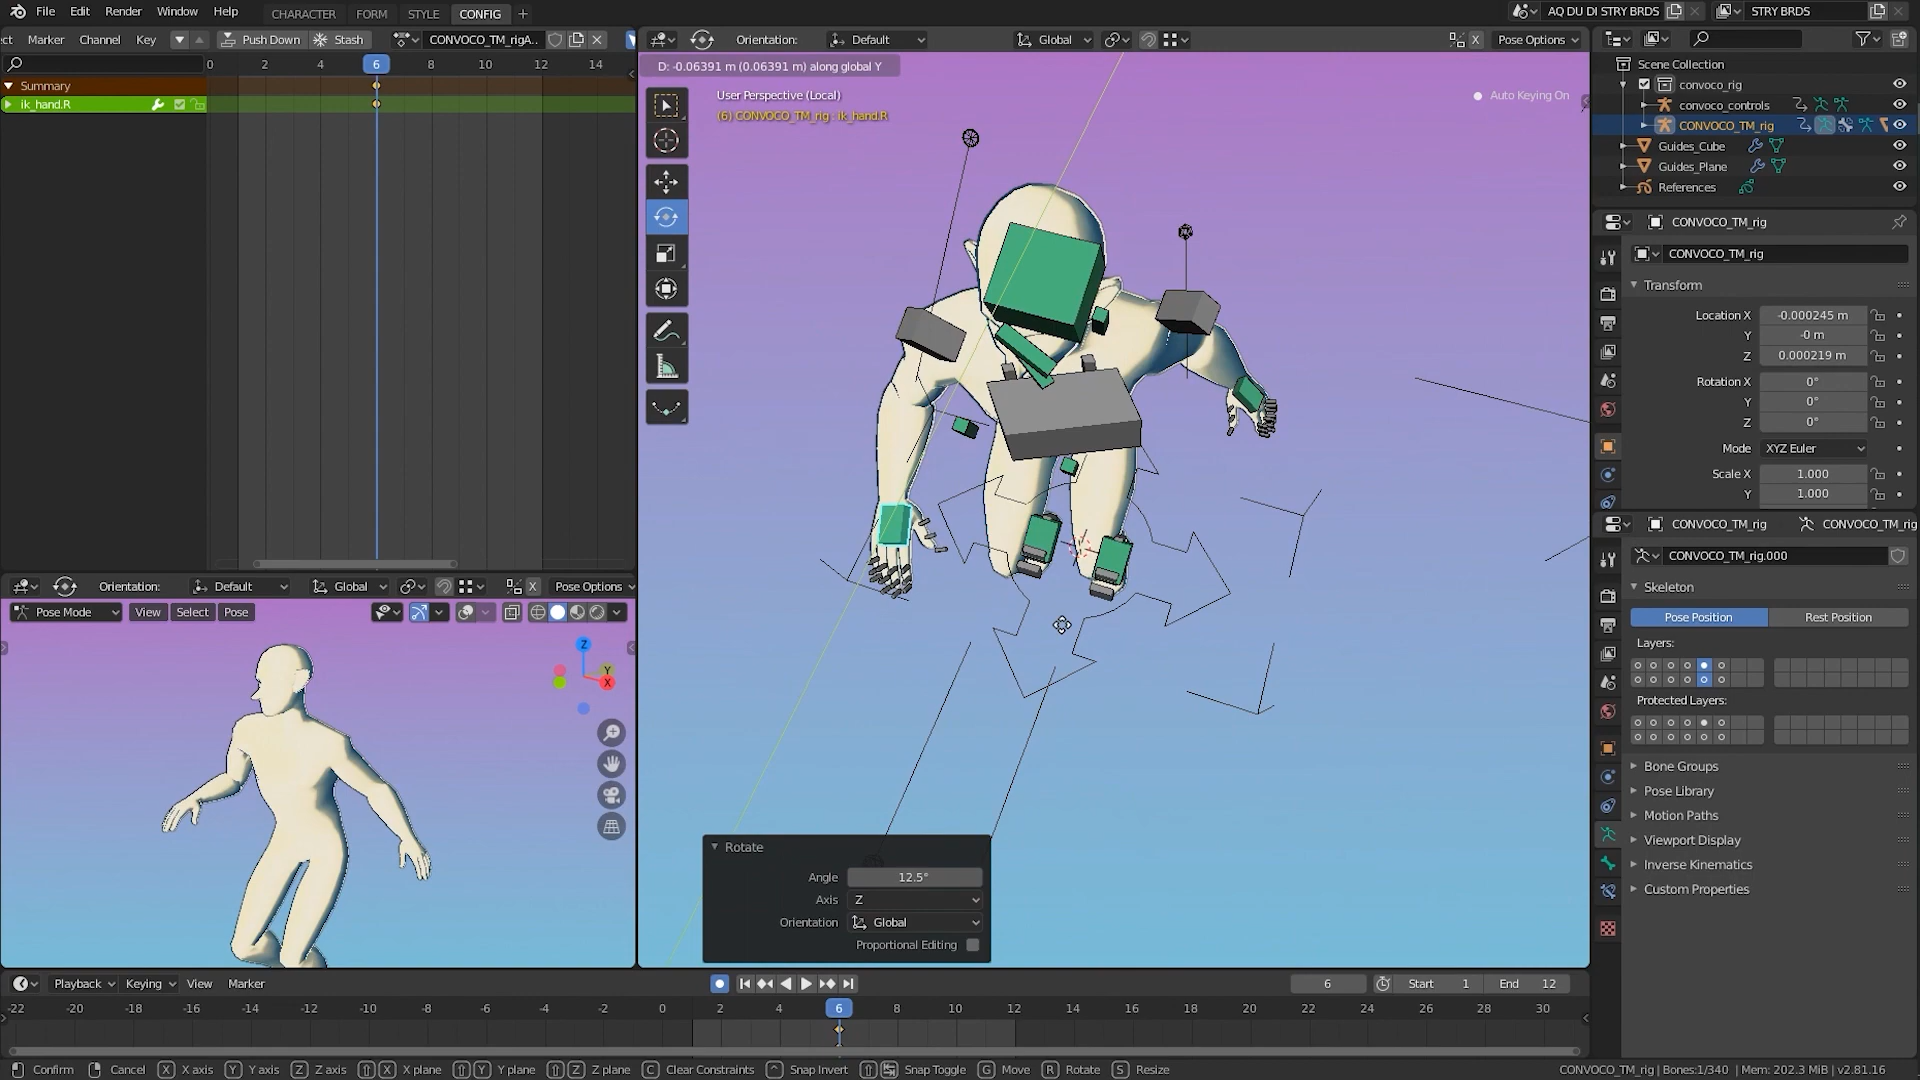 File Edit Render Window Help CHARACTER FORM STYLE CONFIG AQ DU DI STRY BRDS STRY BRDS
ct Marker Channel Key Push Down Stash CONVOCO_TM_rigA.. Orientation: Default Global Pose Options
0 2 4 6 8 10 12 14
Summary
ik_hand.R
D: -0.06391 m (0.06391 m) along global Y
User Perspective (Local)
(6) CONVOCO_TM_rig : ik_hand.R
Auto Keying On
Scene Collection
convoco_rig
convoco_controls
CONVOCO_TM_rig
Guides_Cube
Guides_Plane
References
CONVOCO_TM_rig
CONVOCO_TM_rig
Transform
Location X -0.000245 m
Y -0 m
Z 0.000219 m
Rotation X 0°
Y 0°
Z 0°
Mode XYZ Euler
Scale X 1.000
Y 1.000
CONVOCO_TM_rig CONVOCO_TM_rig
CONVOCO_TM_rig.000
Skeleton
Pose Position Rest Position
Layers:
Protected Layers:
Bone Groups
Pose Library
Motion Paths
Viewport Display
Inverse Kinematics
Custom Properties
Orientation: Default Global Pose Options
Pose Mode View Select Pose
Z
Y
X
Rotate
Angle 12.5°
Axis Z
Orientation Global
Proportional Editing
Playback Keying View Marker 6 Start 1 End 12
-22 -20 -18 -16 -14 -12 -10 -8 -6 -4 -2 0 2 4 6 8 10 12 14 16 18 20 22 24 26 28 30
Confirm Cancel X X axis Y Y axis Z Z axis X X plane Y Y plane Z Z plane C Clear Constraints Snap Invert Snap Toggle G Move R Rotate S Resize CONVOCO_TM_rig | Bones:1/340 | Mem: 202.3 MiB | v2.81.16